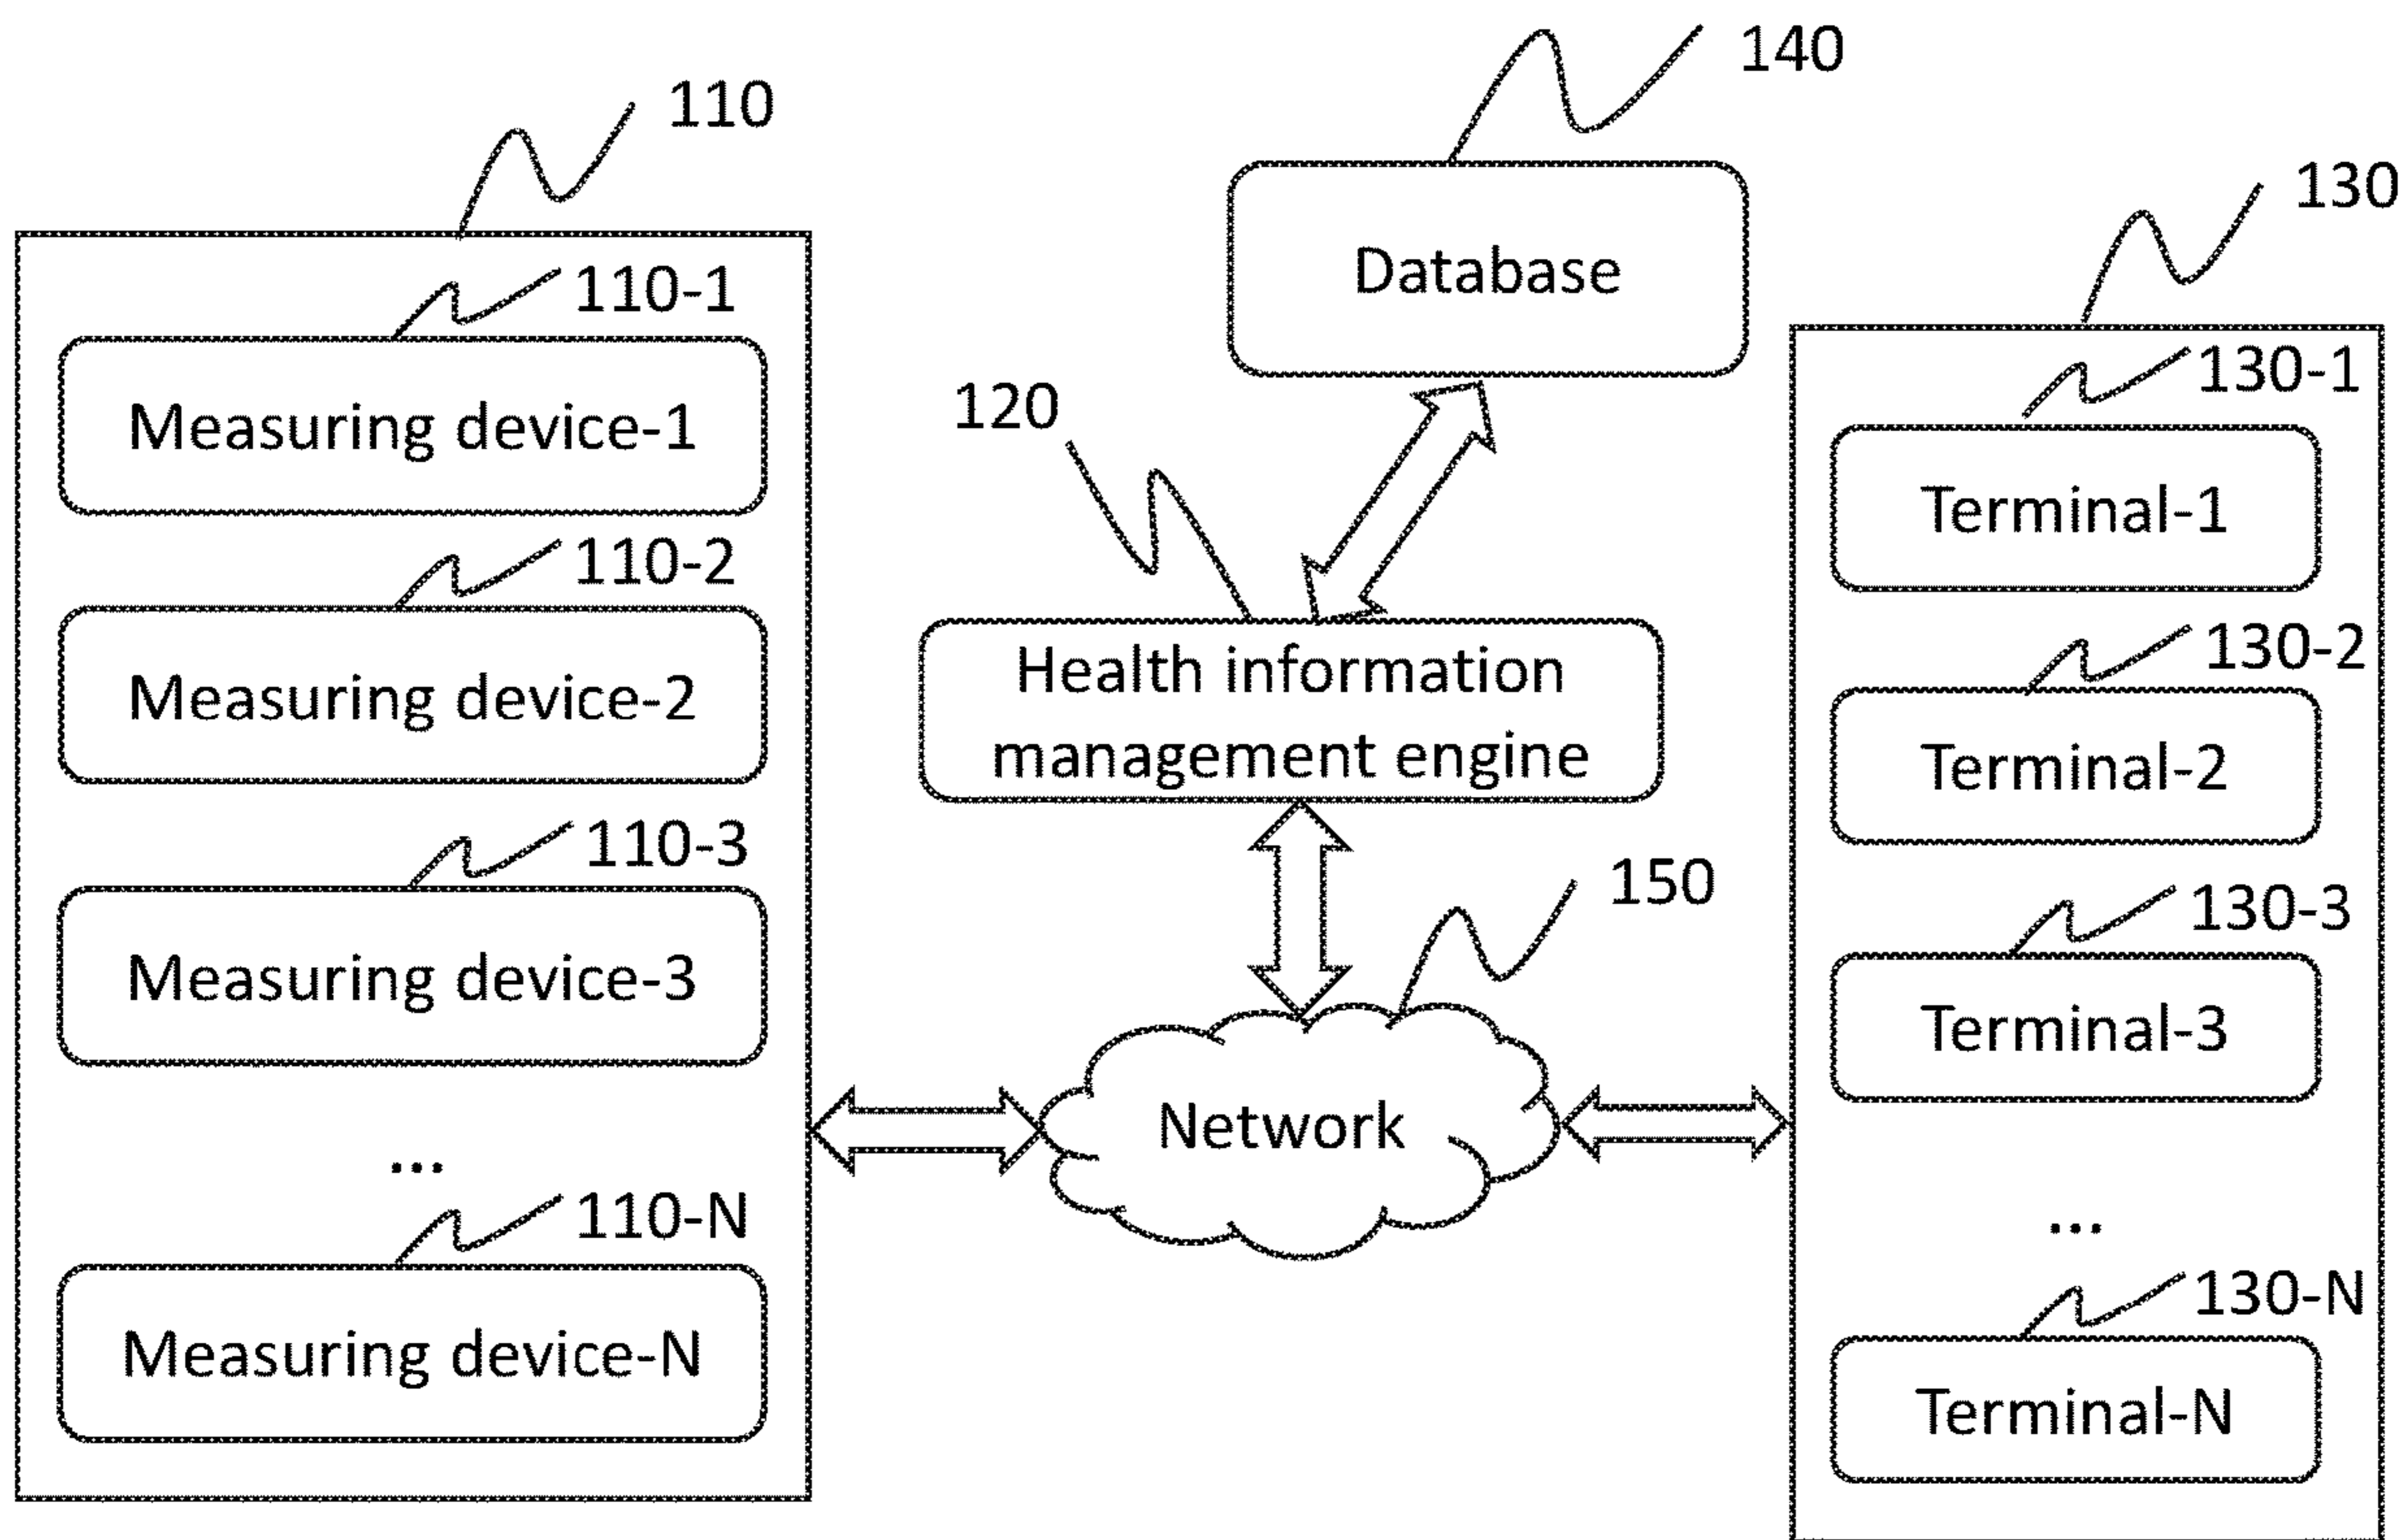 110
110-1
Measuring device-1
110-2
Measuring device-2
110-3
Measuring device-3
...
110-N
Measuring device-N
140
Database
120
Health information
management engine
150
Network
130
130-1
Terminal-1
130-2
Terminal-2
130-3
Terminal-3
...
130-N
Terminal-N